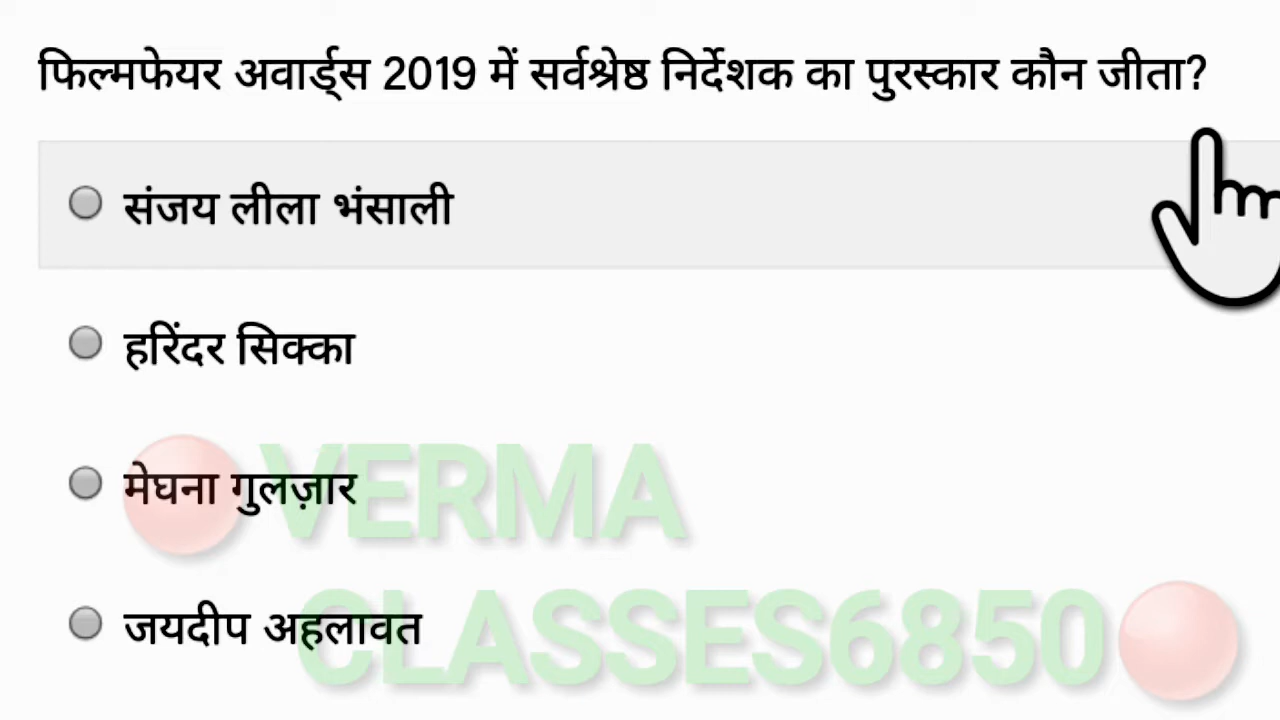 फिल्मफेयर अवार्ड्स 2019 में सर्वश्रेष्ठ निर्देशक का पुरस्कार कौन जीता?
संजय लीला भंसाली
हरिंदर सिक्का
मेघना गुलज़ार
VERMA
जयदीप अहलावत
CLASSES6850